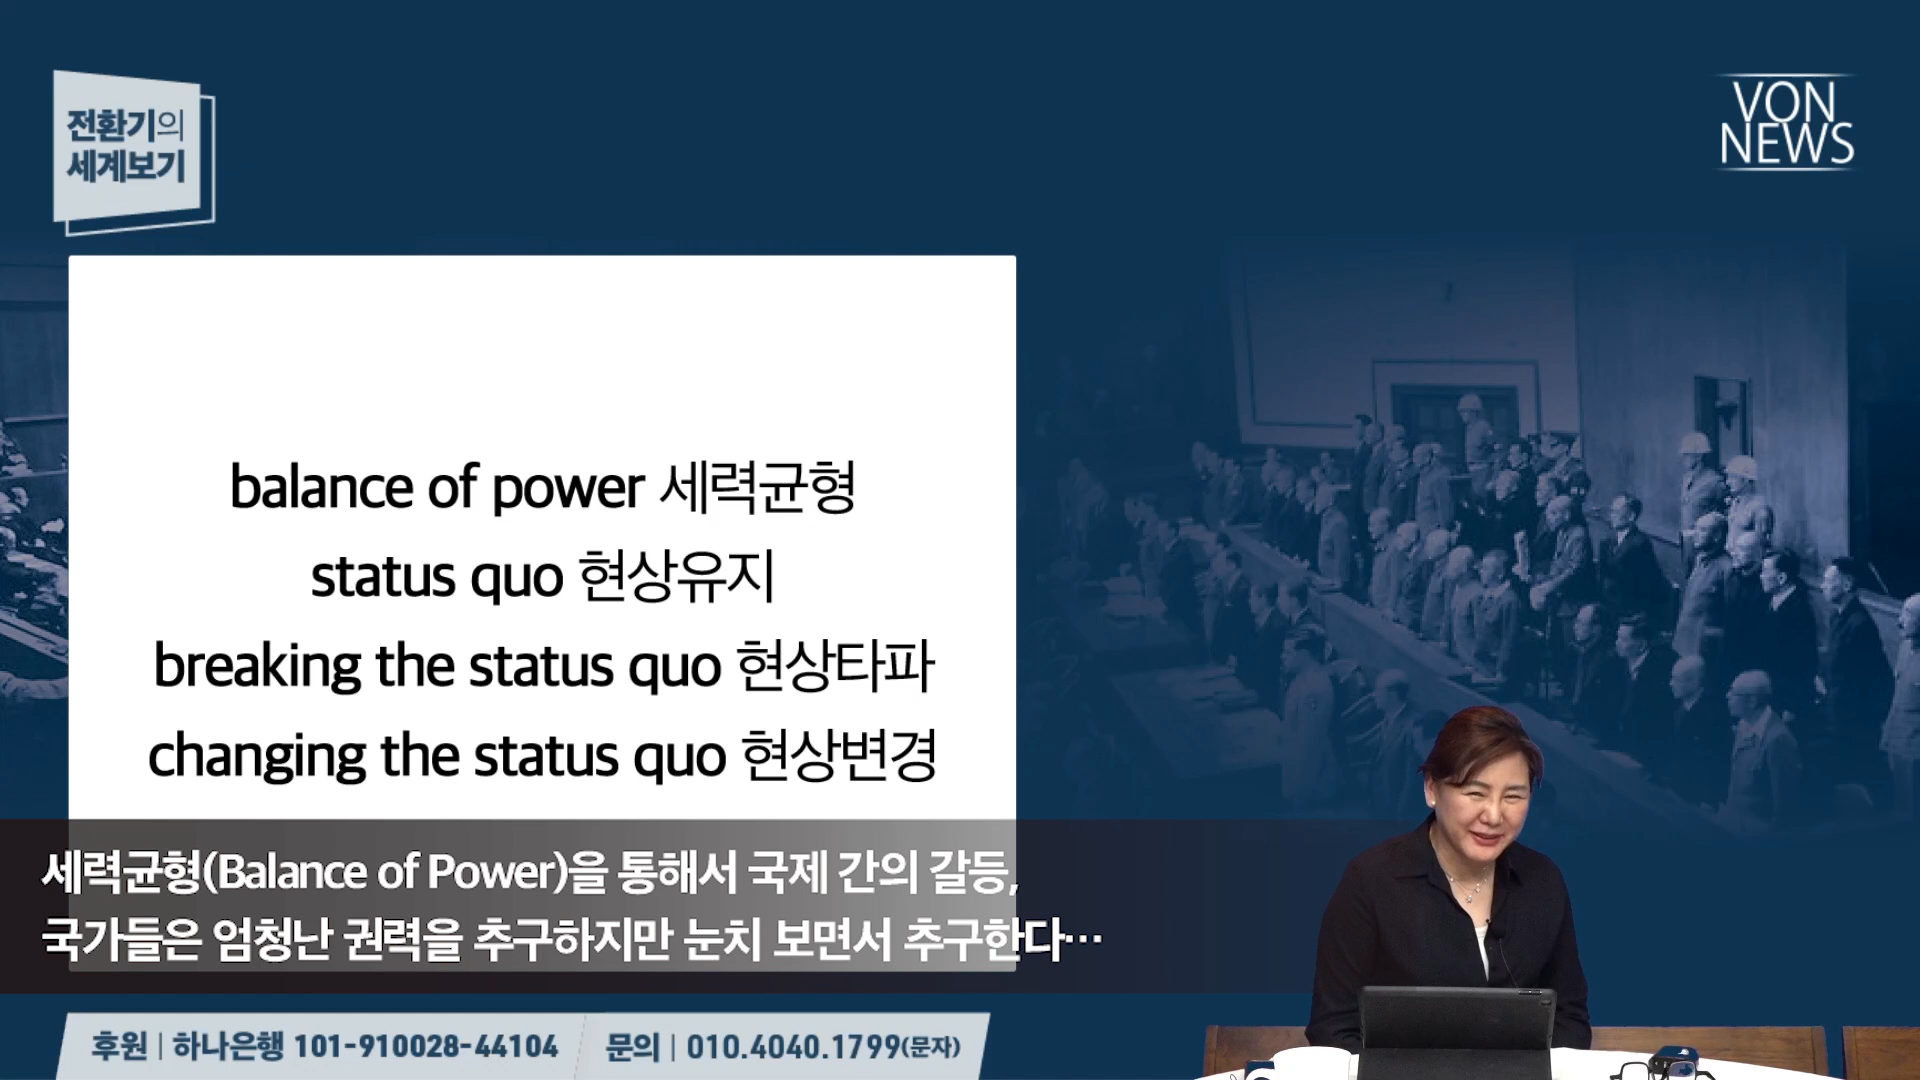 전환기의
세계보기
VON
NEWS
balance of power 세력균형
status quo 현상유지
breaking the status quo 현상타파
changing the status quo 현상변경
세력균형(Balance of Power)을 통해서 국제 간의 갈등,
국가들은 엄청난 권력을 추구하지만 눈치 보면서 추구한다…
후원 | 하나은행 101-910028-44104
문의 | 010.4040.1799(문자)